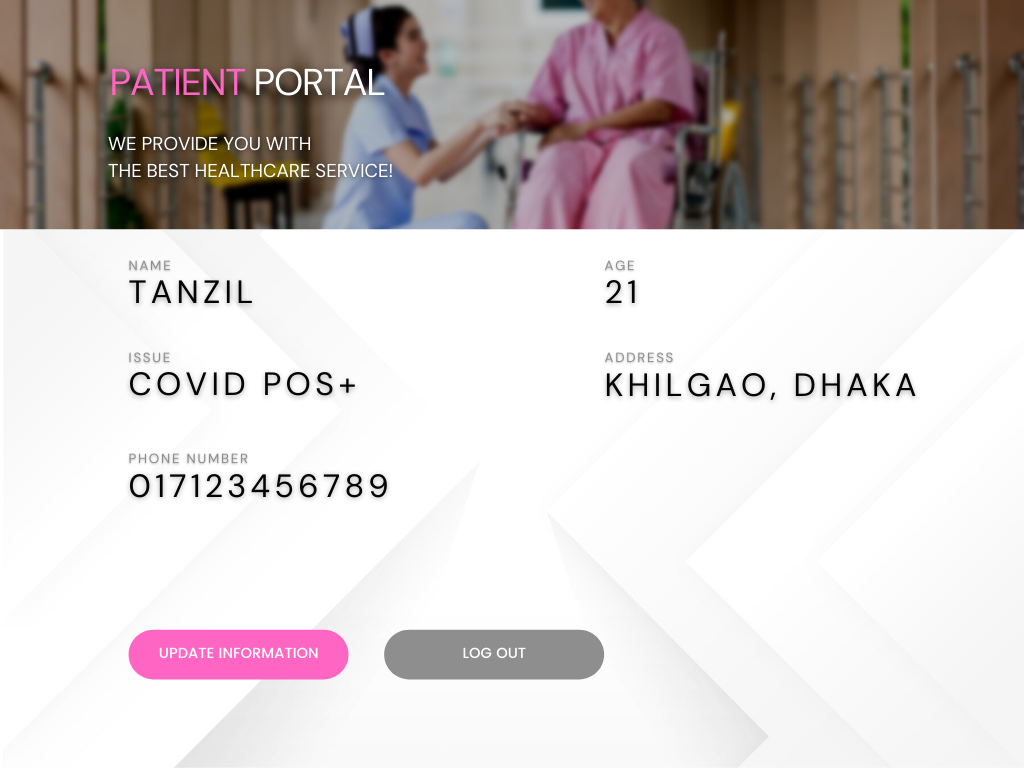 PATIENT PORTAL
WE PROVIDE YOU WITH
THE BEST HEALTHCARE SERVICE!
NAME
TANZIL
AGE
21
ISSUE
COVID POS+
ADDRESS
KHILGAO, DHAKA
PHONE NUMBER
017123456789
UPDATE INFORMATION
LOG OUT